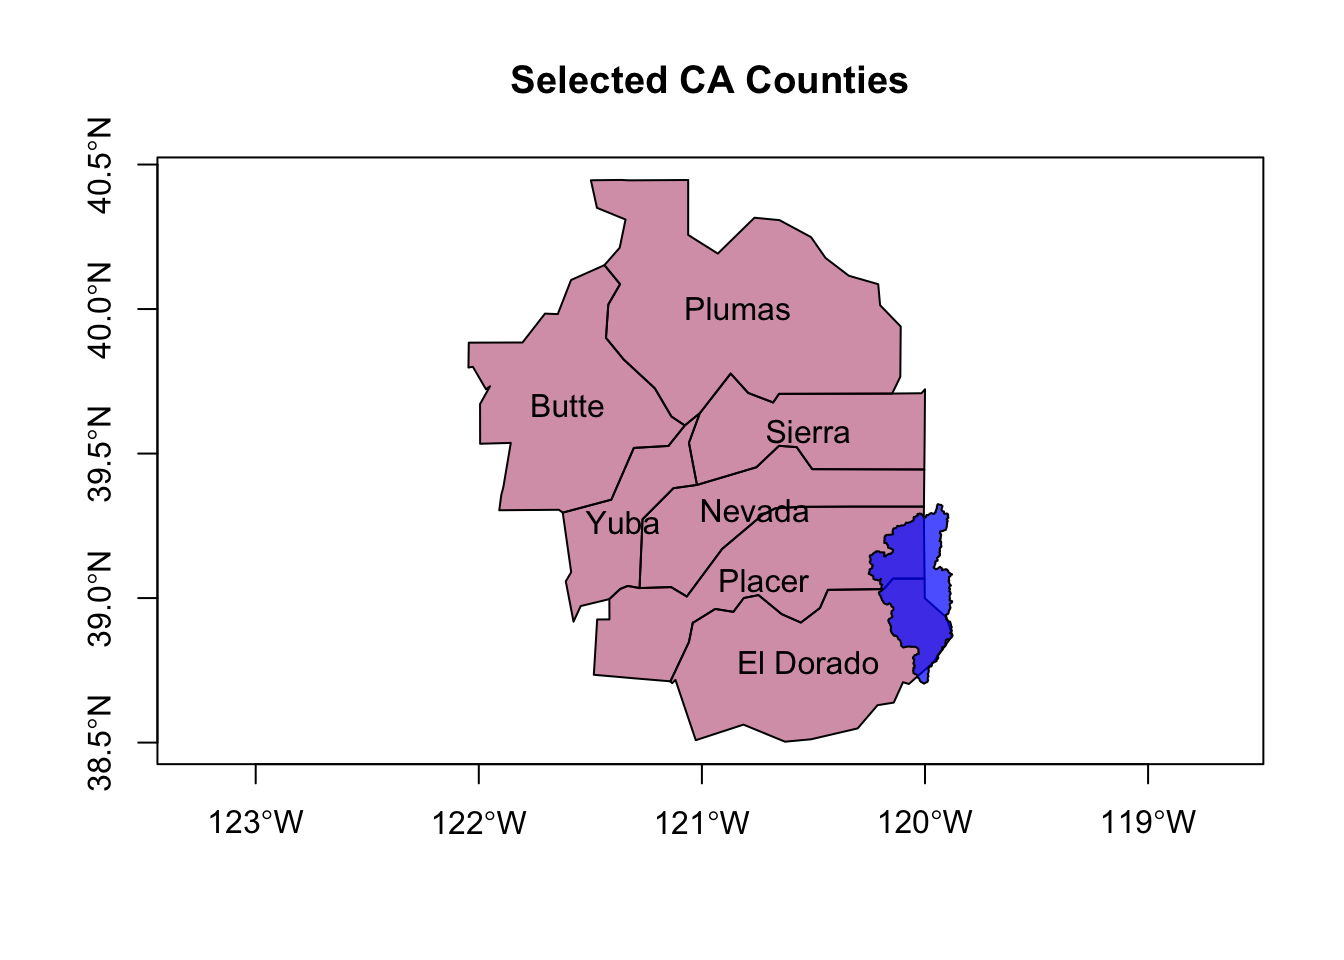 Selected CA Counties
40.5°N
40.0°N
39.5°N
39.0°N
38.5°N
Plumas
Butte
Sierra
Nevada
Yuba
Placer
El Dorado
123°W
122°W
121°W
120°W
119°W